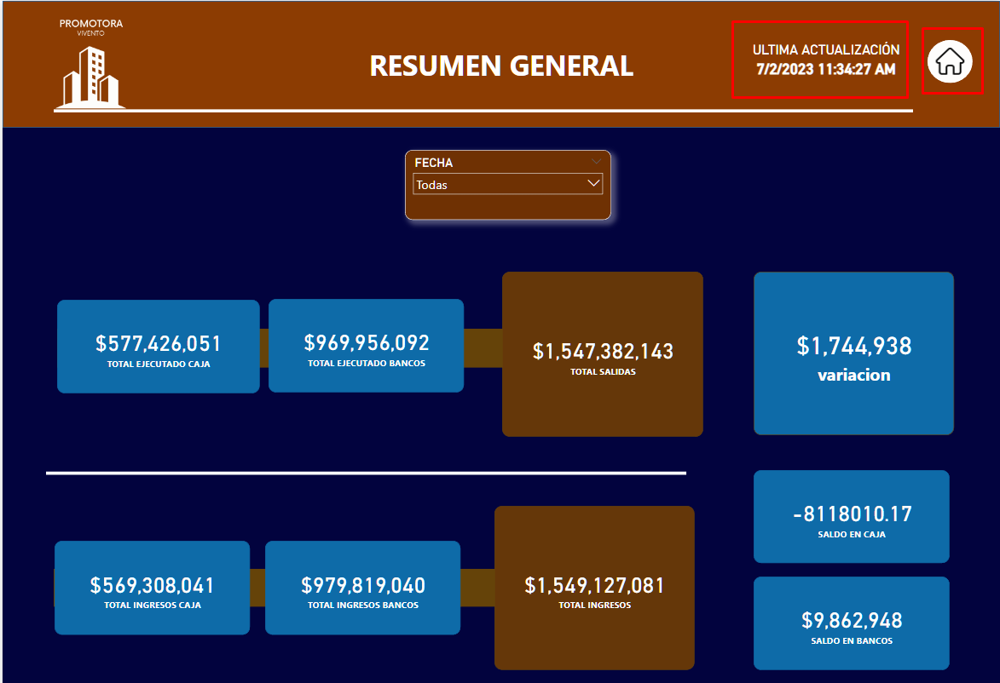 PROMOTORA
VIVENTO
RESUMEN GENERAL
ULTIMA ACTUALIZACIÓN
7/2/2023 11:34:27 AM
FECHA
Todas
$577,426,051
TOTAL EJECUTADO CAJA
$969,956,092
TOTAL EJECUTADO BANCOS
$1,547,382,143
TOTAL SALIDAS
$1,744,938
variacion
$569,308,041
TOTAL INGRESOS CAJA
$979,819,040
TOTAL INGRESOS BANCOS
$1,549,127,081
TOTAL INGRESOS
-8118010.17
SALDO EN CAJA
$9,862,948
SALDO EN BANCOS